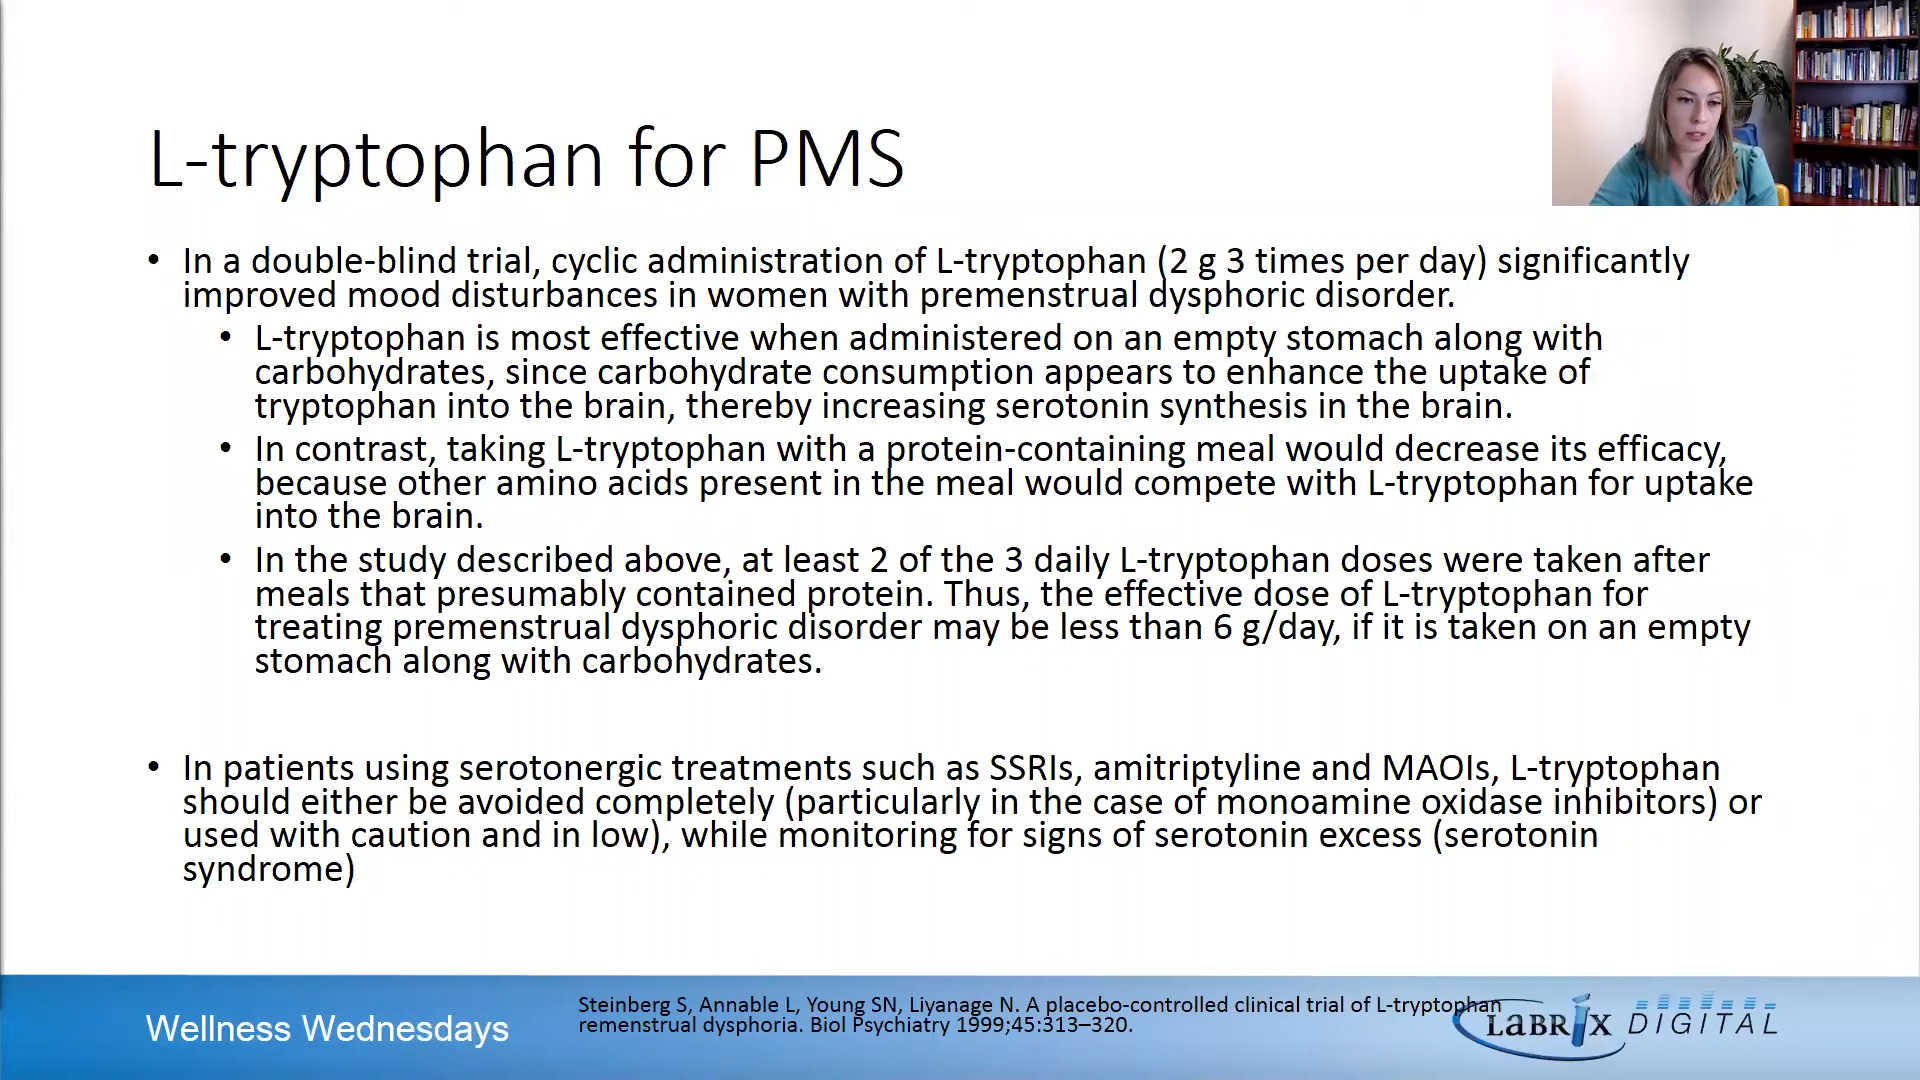 L-tryptophan for PMS
• In a double-blind trial, cyclic administration of L-tryptophan (2 g 3 times per day) significantly
improved mood disturbances in women with premenstrual dysphoric disorder.
• L-tryptophan is most effective when administered on an empty stomach along with
carbohydrates, since carbohydrate consumption appears to enhance the uptake of
tryptophan into the brain, thereby increasing serotonin synthesis in the brain.
• In contrast, taking L-tryptophan with a protein-containing meal would decrease its efficacy,
because other amino acids present in the meal would compete with L-tryptophan for uptake
into the brain.
• In the study described above, at least 2 of the 3 daily L-tryptophan doses were taken after
meals that presumably contained protein. Thus, the effective dose of L-tryptophan for
treating premenstrual dysphoric disorder may be less than 6 g/day, if it is taken on an empty
stomach along with carbohydrates.
• In patients using serotonergic treatments such as SSRIs, amitriptyline and MAOIs, L-tryptophan
should either be avoided completely (particularly in the case of monoamine oxidase inhibitors) or
used with caution and in low), while monitoring for signs of serotonin excess (serotonin
syndrome)
Wellness Wednesdays
Steinberg S, Annable L, Young SN, Liyanage N. A placebo-controlled clinical trial of L-tryptophan
remenstrual dysphoria. Biol Psychiatry 1999;45:313–320.
LABRIX DIGITAL